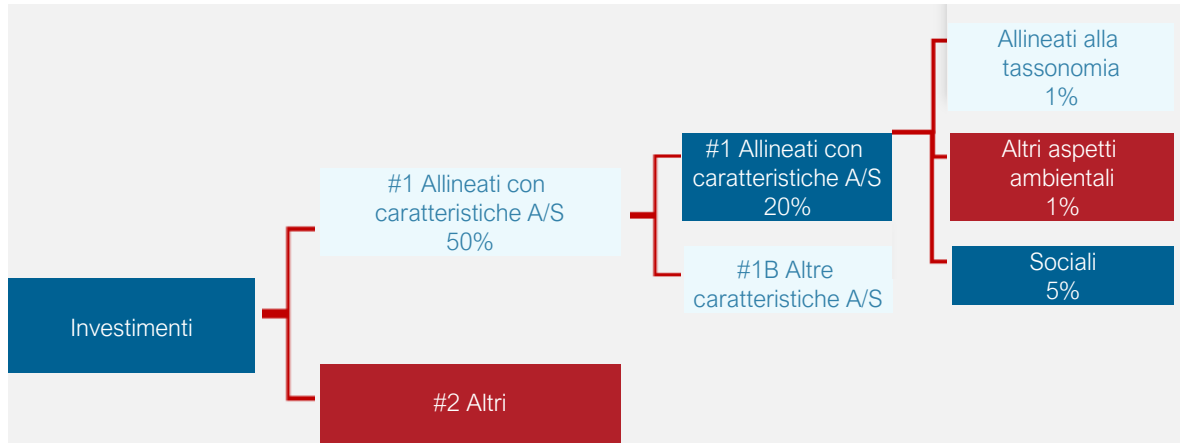 Investimenti
#1 Allineati con
caratteristiche A/S
50%
#2 Altri
#1 Allineati con
caratteristiche A/S
20%
#1B Altre
caratteristiche A/S
Allineati alla
tassonomia
1%
Altri aspetti
ambientali
1%
Sociali
5%